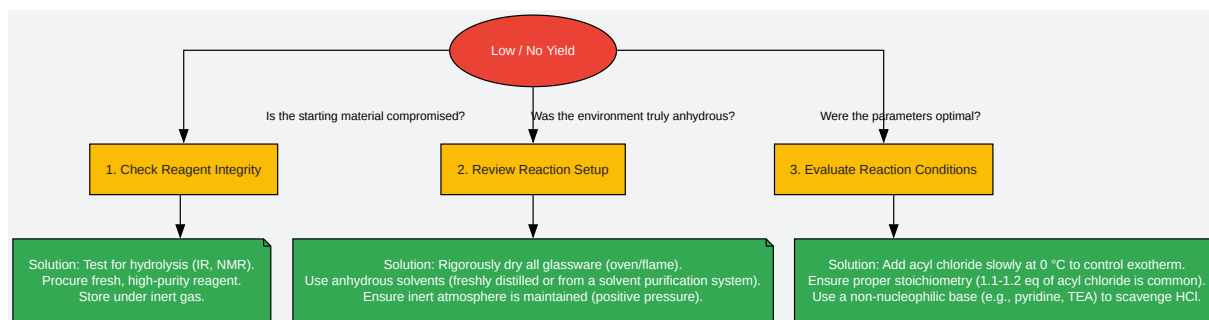 Low / No Yield
Is the starting material compromised?
Was the environment truly anhydrous?
Were the parameters optimal?
1. Check Reagent Integrity
2. Review Reaction Setup
3. Evaluate Reaction Conditions
Solution: Test for hydrolysis (IR, NMR).
Procure fresh, high-purity reagent.
Store under inert gas.
Solution: Rigorously dry all glassware (oven/flame).
Use anhydrous solvents (freshly distilled or from a solvent purification system).
Ensure inert atmosphere is maintained (positive pressure).
Solution: Add acyl chloride slowly at 0 °C to control exotherm.
Ensure proper stoichiometry (1.1-1.2 eq of acyl chloride is common).
Use a non-nucleophilic base (e.g., pyridine, TEA) to scavenge HCl.